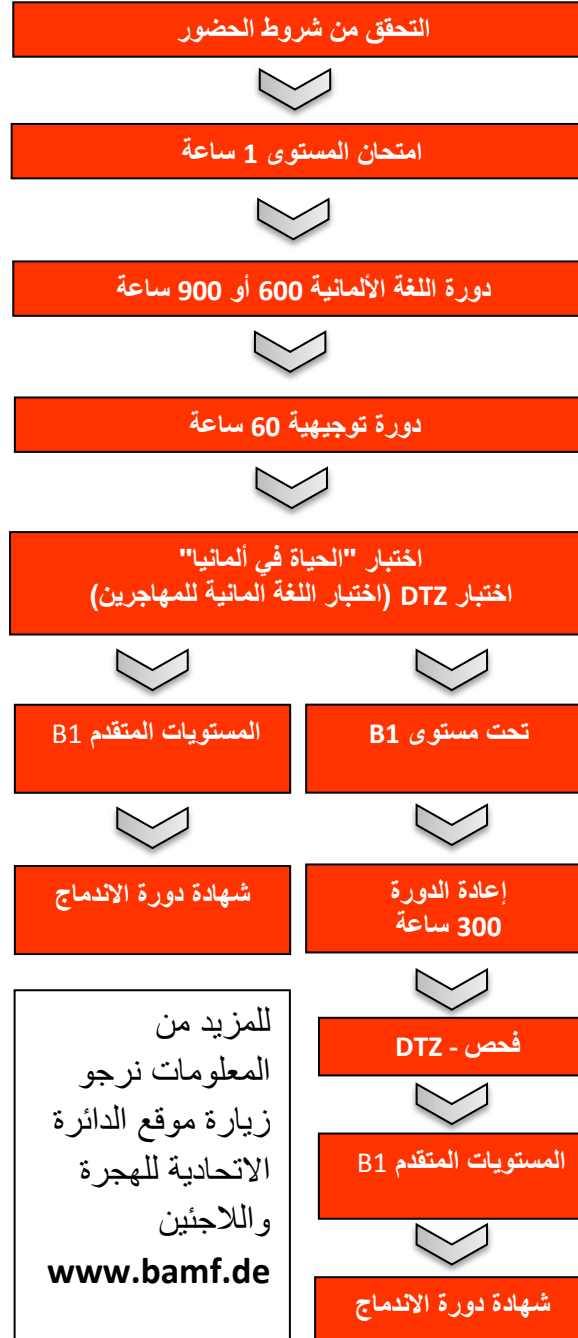 التحقق من شروط الحضور
امتحان المستوى 1 ساعة
دورة اللغة الألمانية 600 أو 900 ساعة
دورة توجيهية 60 ساعة
اختبار "الحياة في ألمانيا"
اختبار DTZ (اختبار اللغة المانية للمهاجرين)
تحت مستوى B1
المستويات المتقدم B1
إعادة الدورة
300 ساعة
شهادة دورة الاندماج
فحص - DTZ
المستويات المتقدم B1
شهادة دورة الاندماج
للمزيد من
المعلومات نرجو
زيارة موقع الدائرة
الاتحادية للهجرة
واللاجئين
www.bamf.de